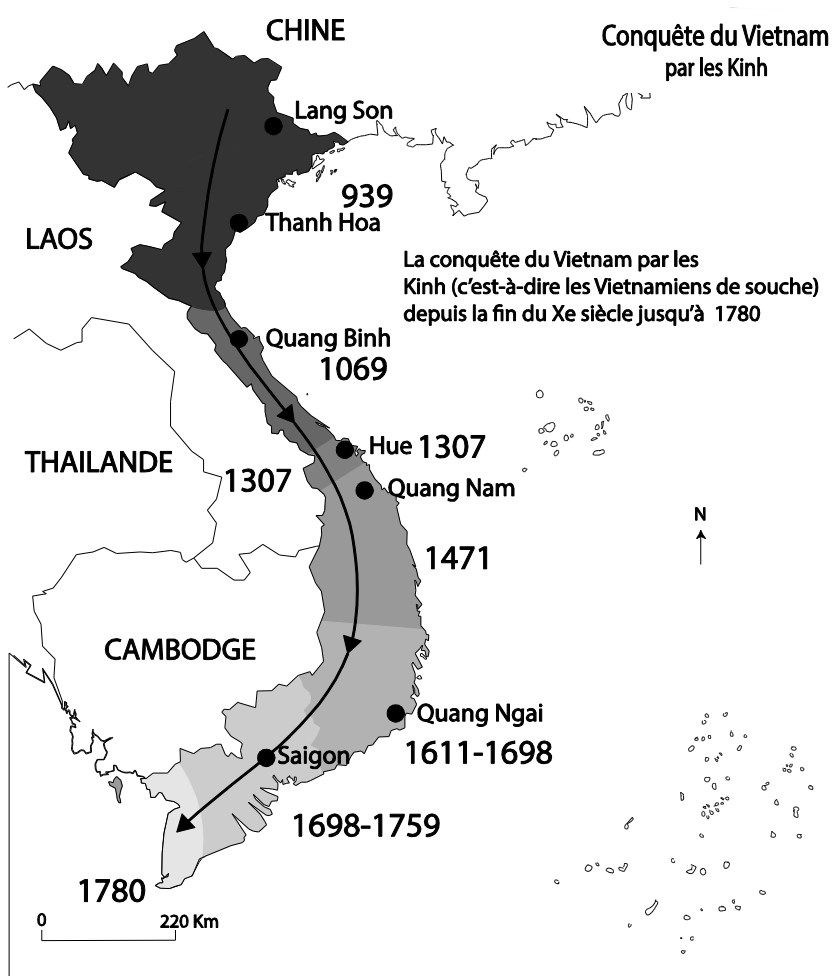 CHINE
Conquête du Vietnam
par les Kinh
Lang Son
939
Thanh Hoa
LAOS
La conquête du Vietnam par les
Kinh (c'est-à-dire les Vietnamiens de souche)
depuis la fin du Xe siècle jusqu'à 1780
Quang Binh
1069
Hue 1307
THAILANDE
1307
Quang Nam
N
1471
CAMBODGE
Quang Ngai
Saigon
1611-1698
1698-1759
1780
0
220 Km